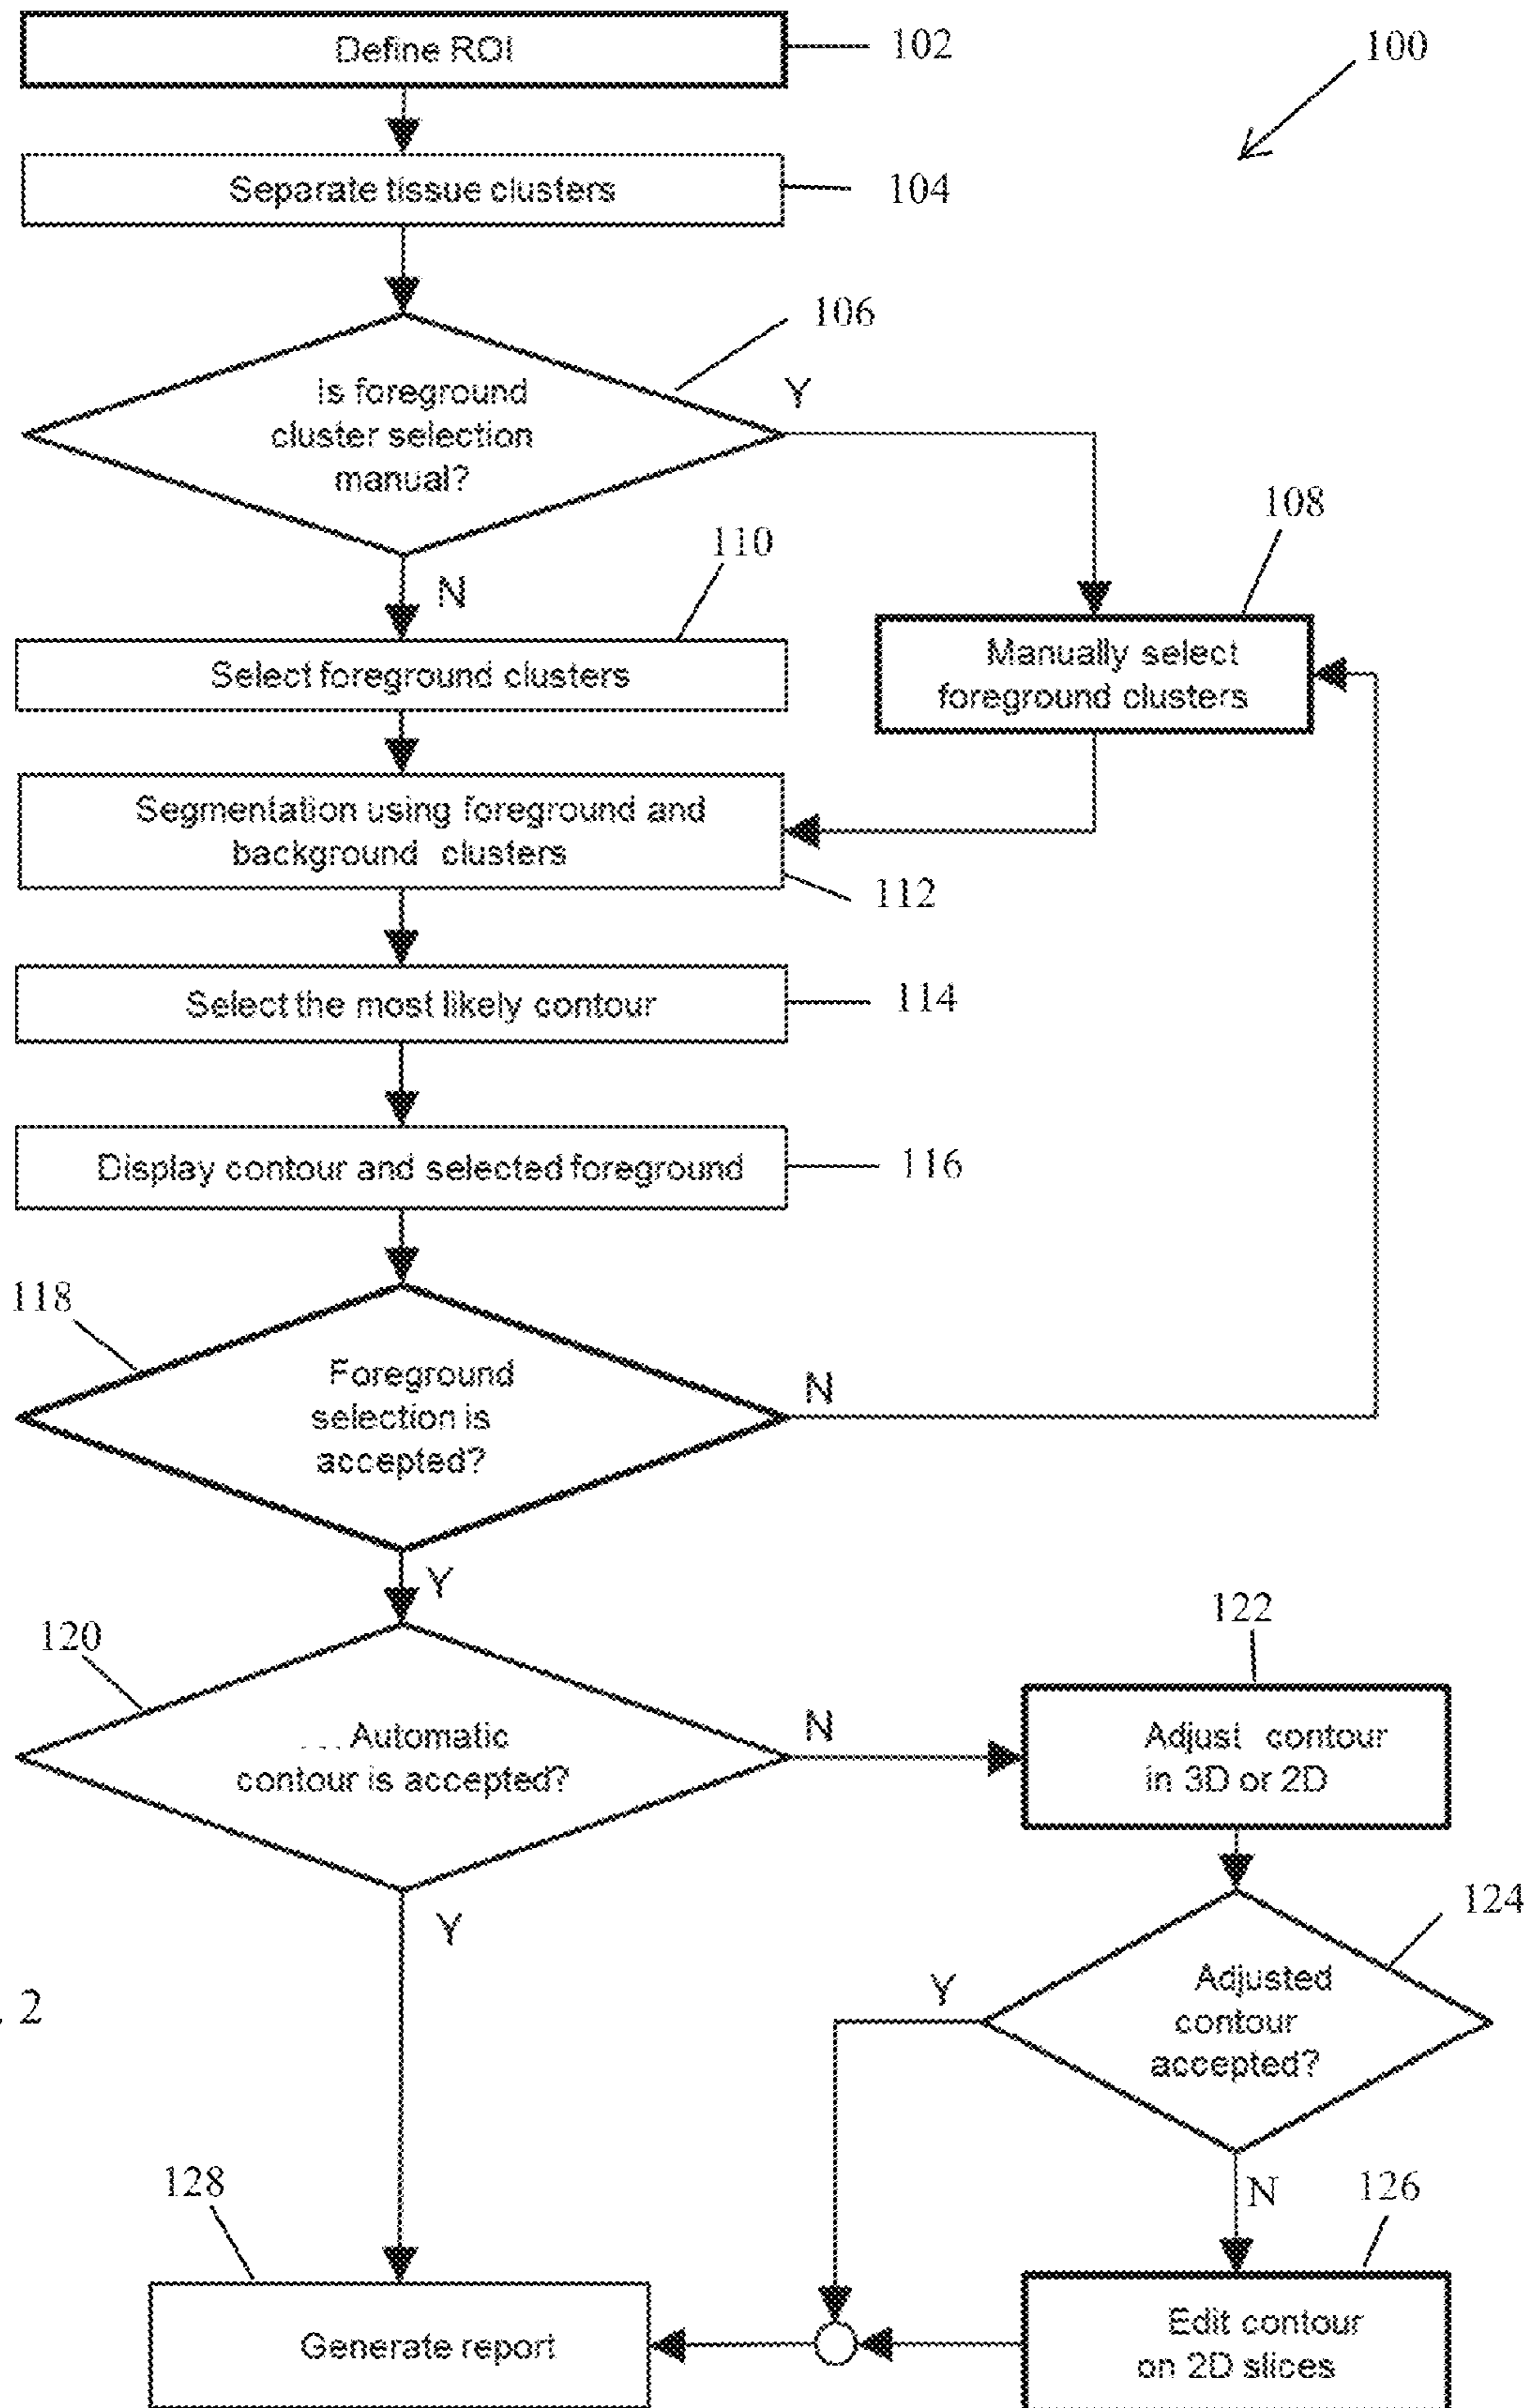 Define ROI
102
100
Separate tissue clusters
104
106
Is foreground
cluster selection
manual?
Y
N
108
Manually select
foreground clusters
110
Select foreground clusters
Segmentation using foreground and
background clusters
112
Select the most likely contour
114
Display contour and selected foreground
116
118
Foreground
selection is
accepted?
N
Y
120
Automatic
contour is accepted?
N
Y
122
Adjust contour
in 3D or 2D
124
Adjusted
contour
accepted?
Y
N
. 2
126
Edit contour
on 2D slices
128
Generate report